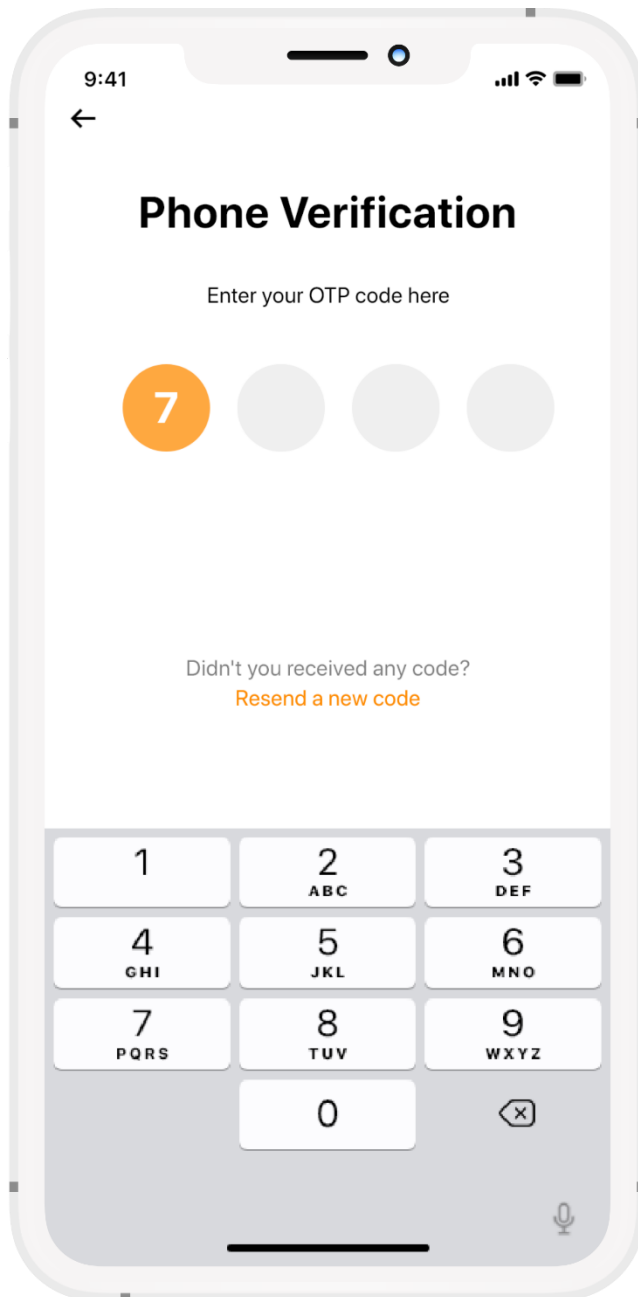 9:41
Phone Verification
Enter your OTP code here
7
Didn't you received any code?
Resend a new code
1 2 3
ABC DEF
4 5 6
GHI JKL MNO
7 8 9
PQRS TUV WXYZ
0